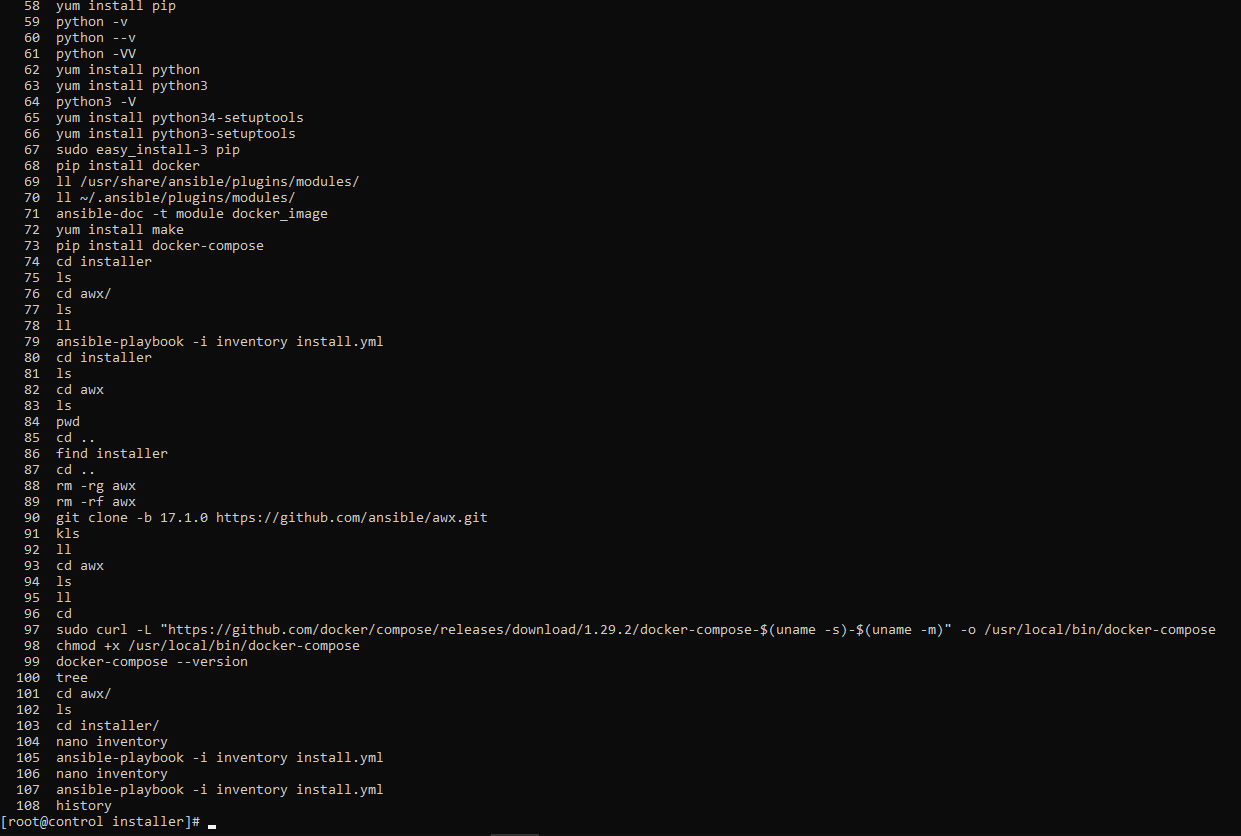 58 yum install pip
59 python -v
60 python --v
61 python -VV
62 yum install python
63 yum install python3
64 python3 -V
65 yum install python34-setuptools
66 yum install python3-setuptools
67 sudo easy_install-3 pip
68 pip install docker
69 ll /usr/share/ansible/plugins/modules/
70 ll ~/.ansible/plugins/modules/
71 ansible-doc -t module docker_image
72 yum install make
73 pip install docker-compose
74 cd installer
75 ls
76 cd awx/
77 ls
78 ll
79 ansible-playbook -i inventory install.yml
80 cd installer
81 ls
82 cd awx
83 ls
84 pwd
85 cd ..
86 find installer
87 cd ..
88 rm -rg awx
89 rm -rf awx
90 git clone -b 17.1.0 https://github.com/ansible/awx.git
91 kls
92 ll
93 cd awx
94 ls
95 ll
96 cd
97 sudo curl -L "https://github.com/docker/compose/releases/download/1.29.2/docker-compose-$(uname -s)-$(uname -m)" -o /usr/local/bin/docker-compose
98 chmod +x /usr/local/bin/docker-compose
99 docker-compose --version
100 tree
101 cd awx/
102 ls
103 cd installer/
104 nano inventory
105 ansible-playbook -i inventory install.yml
106 nano inventory
107 ansible-playbook -i inventory install.yml
108 history
[root@control installer]#